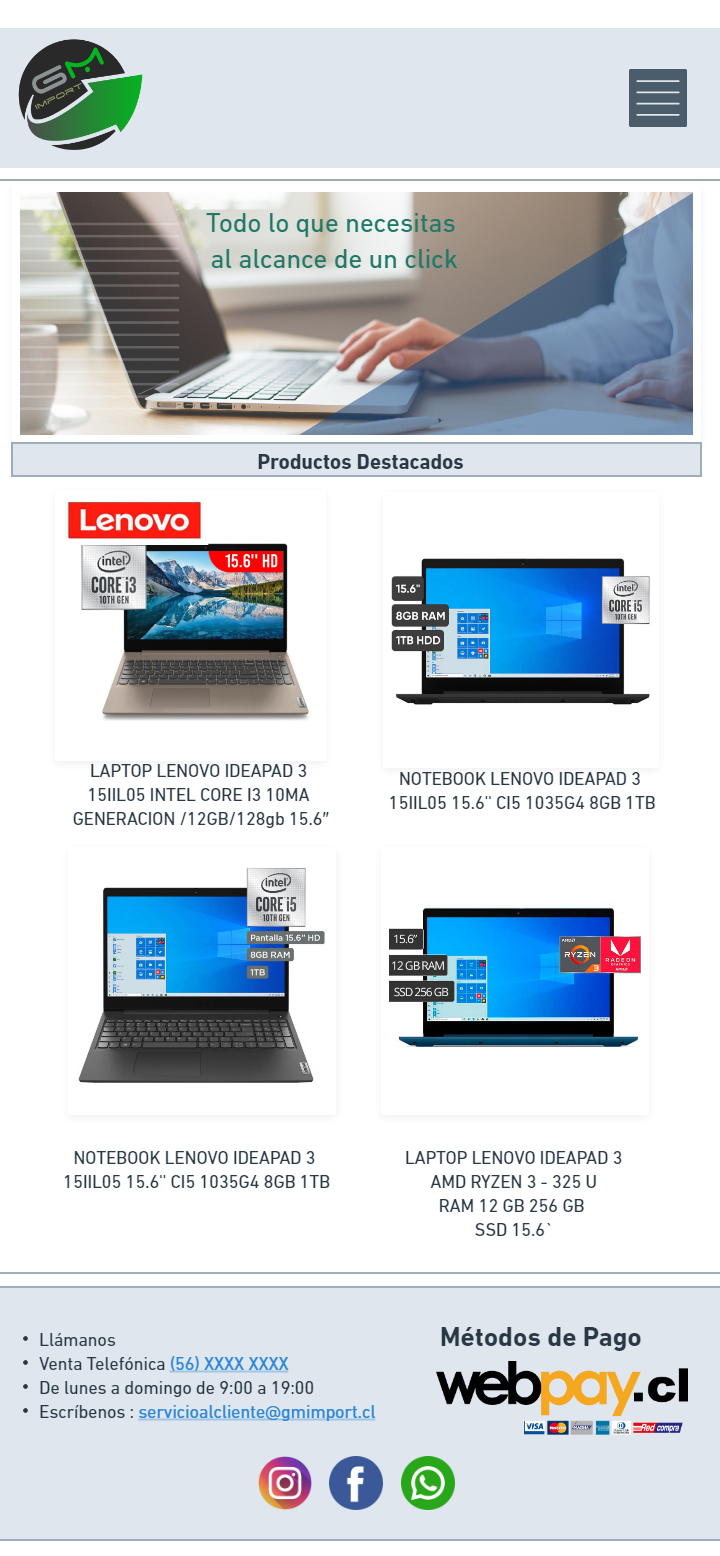 GM
IMPORT
Todo lo que necesitas
al alcance de un click
Productos Destacados
Lenovo
intel
CORE i3
10TH GEN
15.6" HD
LAPTOP LENOVO IDEAPAD 3
15IIL05 INTEL CORE I3 10MA
GENERACION /12GB/128gb 15.6″
15.6"
8GB RAM
1TB HDD
intel
CORE i5
10TH GEN
NOTEBOOK LENOVO IDEAPAD 3
15IIL05 15.6'' CI5 1035G4 8GB 1TB
intel
CORE i5
10TH GEN
Pantalla 15.6" HD
8GB RAM
1TB
NOTEBOOK LENOVO IDEAPAD 3
15IIL05 15.6'' CI5 1035G4 8GB 1TB
15.6”
12 GB RAM
SSD 256 GB
AMD
RYZEN
3
RADEON
GRAPHICS
AMD
LAPTOP LENOVO IDEAPAD 3
AMD RYZEN 3 - 325 U
RAM 12 GB 256 GB
SSD 15.6`
• Llámanos
• Venta Telefónica (56) XXXX XXXX
• De lunes a domingo de 9:00 a 19:00
• Escríbenos : servicioalcliente@gmimport.cl
Métodos de Pago
webpay.cl
VISA
Red compra